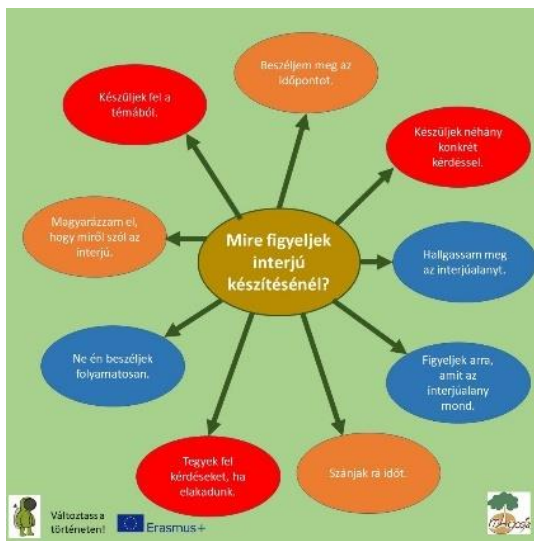 Beszéljem meg az
időpontot.
Készüljek fel a
témából.
Készüljek néhány
konkrét
kérdéssel.
Magyarázzam el,
hogy miről szól az
interjú.
Mire figyeljek
interjú
készítésénél?
Hallgassam meg
az interjúalanyt.
Ne én beszéljek
folyamatosan.
Figyeljek arra,
amit az
interjúalany
mond.
Tegyek fel
kérdéseket, ha
elakadunk.
Szánjak rá időt.
Változtass a
történeten!
Erasmus+